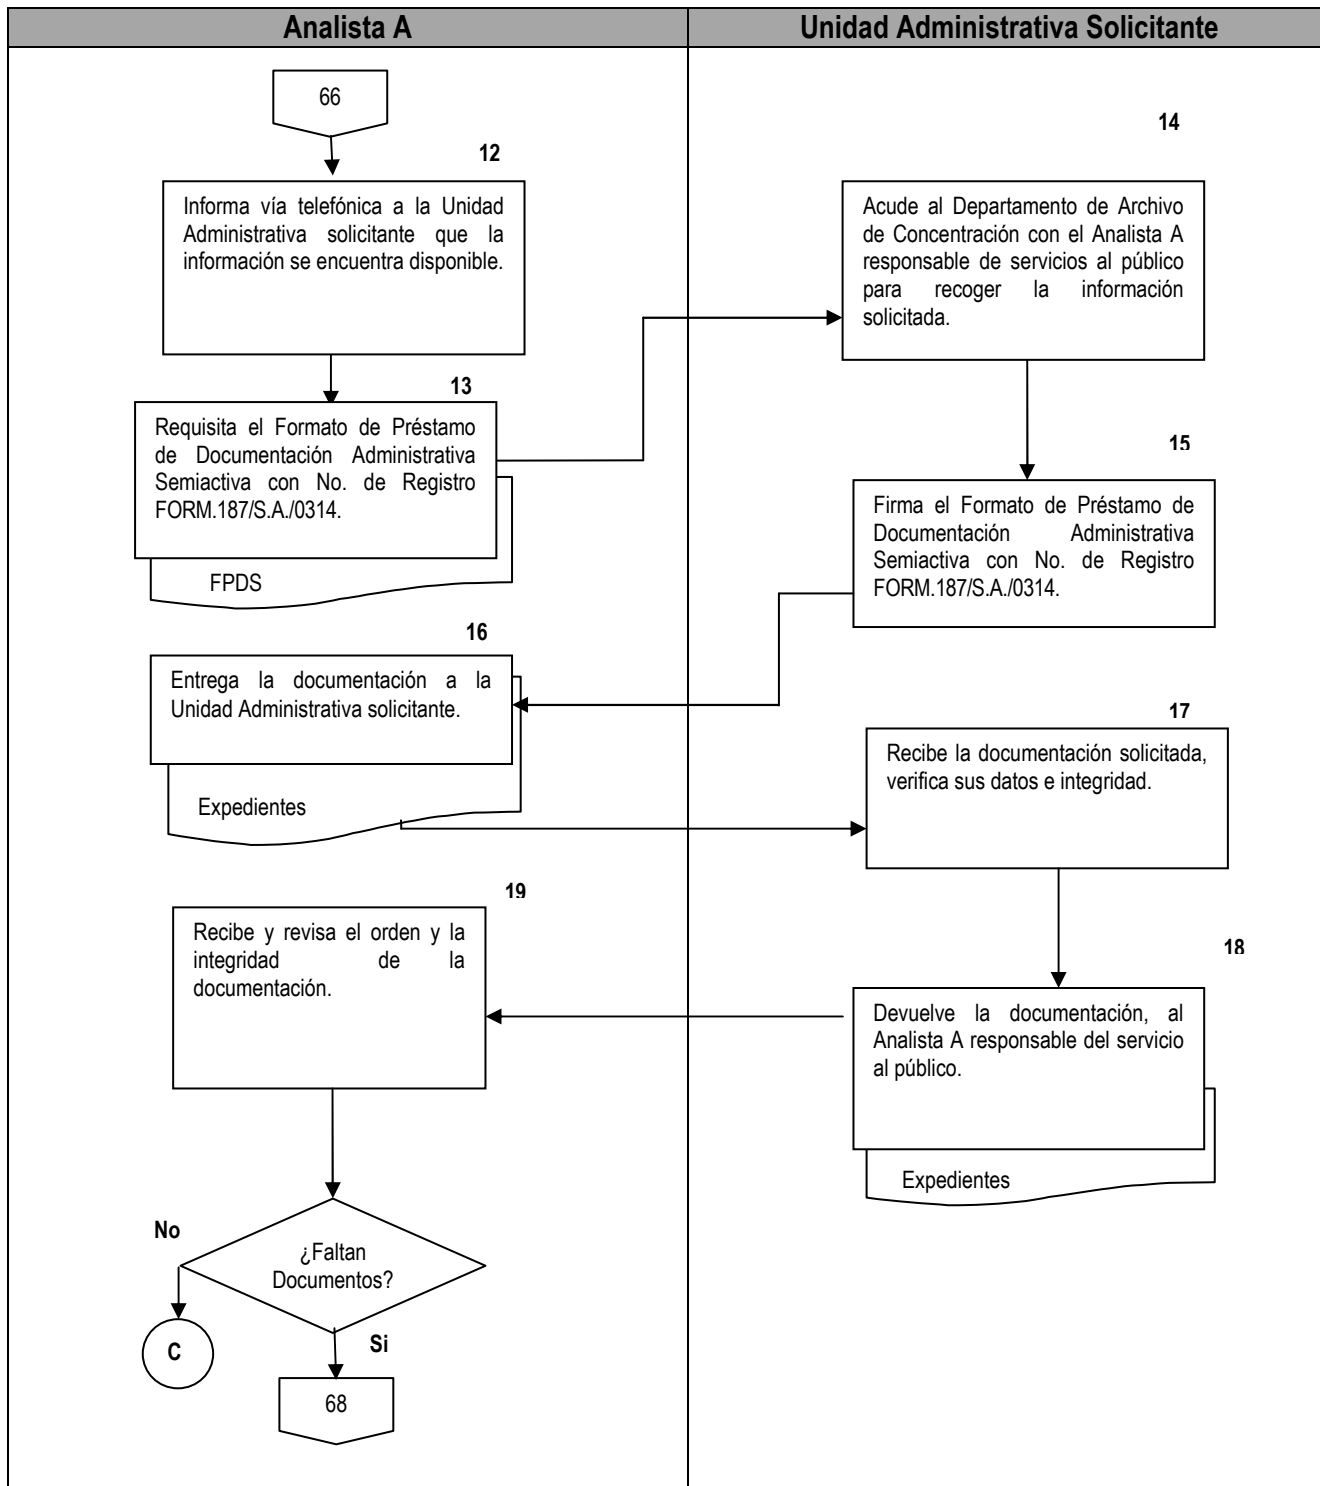 Analista A
Unidad Administrativa Solicitante
66
12
Informa vía telefónica a la Unidad
Administrativa solicitante que la
información se encuentra disponible.
13
Requisita el Formato de Préstamo
de Documentación Administrativa
Semiactiva con No. de Registro
FORM.187/S.A./0314.
FPDS
14
Acude al Departamento de Archivo
de Concentración con el Analista A
responsable de servicios al público
para recoger la información
solicitada.
15
Firma el Formato de Préstamo de
Documentación Administrativa
Semiactiva con No. de Registro
FORM.187/S.A./0314.
16
Entrega la documentación a la
Unidad Administrativa solicitante.
Expedientes
17
Recibe la documentación solicitada,
verifica sus datos e integridad.
18
Devuelve la documentación, al
Analista A responsable del servicio
al público.
Expedientes
19
Recibe y revisa el orden y la
integridad de la
documentación.
¿Faltan
Documentos?
No
C
Si
68